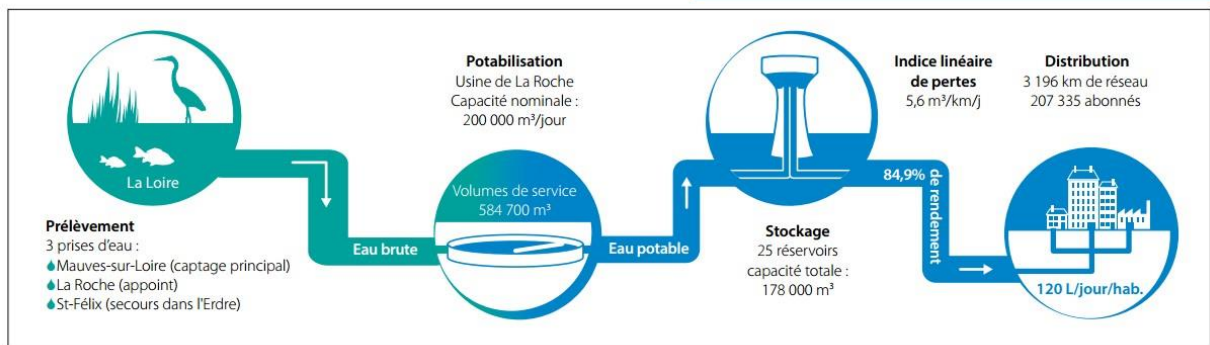 La Loire
Prélèvement
3 prises d'eau :
Mauves-sur-Loire (captage principal)
La Roche (appoint)
St-Félix (secours dans l'Erdre)
Eau brute
Potabilisation
Usine de La Roche
Capacité nominale :
200 000 m³/jour
Volumes de service
584 700 m³
Eau potable
Stockage
25 réservoirs
capacité totale :
178 000 m³
Indice linéaire
de pertes
5,6 m³/km/j
84,9%
de rendement
Distribution
3 196 km de réseau
207 335 abonnés
120 L/jour/hab.